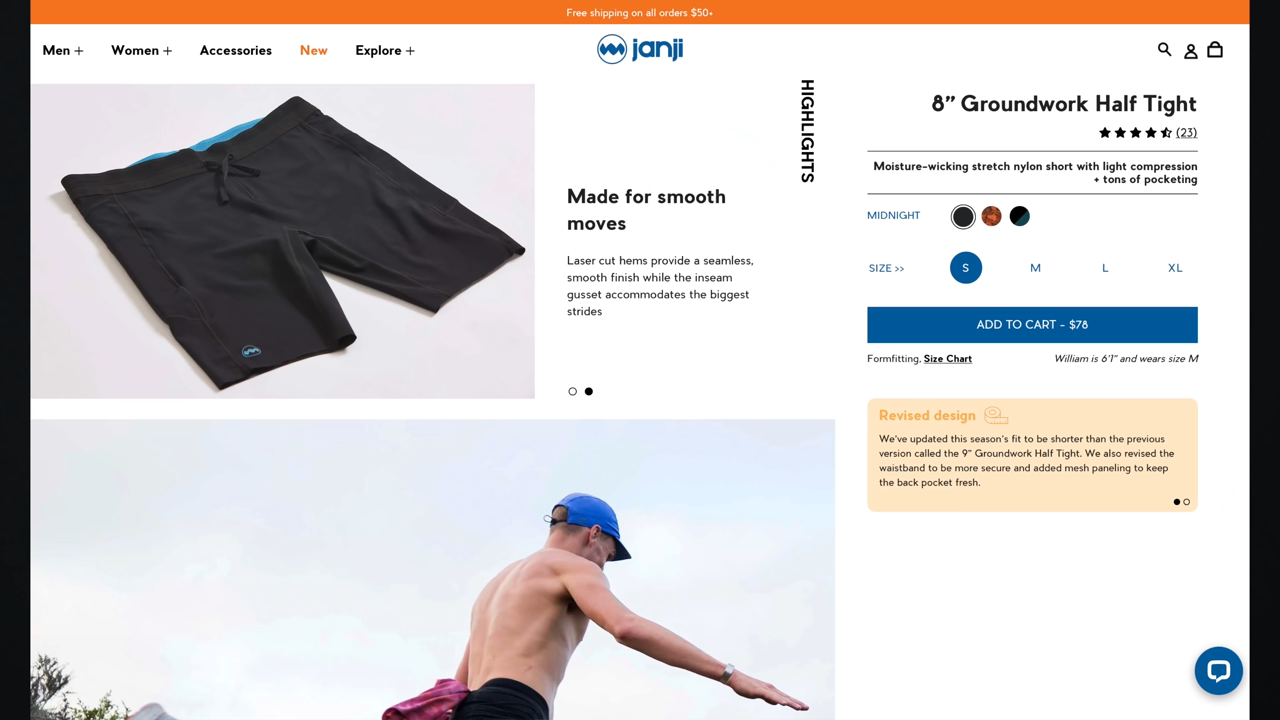 Free shipping on all orders $50+
Men +
Women +
Accessories
New
Explore +
janji
HIGHLIGHTS
Made for smooth
moves
Laser cut hems provide a seamless,
smooth finish while the inseam
gusset accommodates the biggest
strides
8" Groundwork Half Tight
(23)
Moisture-wicking stretch nylon short with light compression
+ tons of pocketing
MIDNIGHT
SIZE >> S M L XL
ADD TO CART - $78
Formfitting, Size Chart
William is 6'1" and wears size M
Revised design
We've updated this season's fit to be shorter than the previous
version called the 9" Groundwork Half Tight. We also revised the
waistband to be more secure and added mesh paneling to keep
the back pocket fresh.